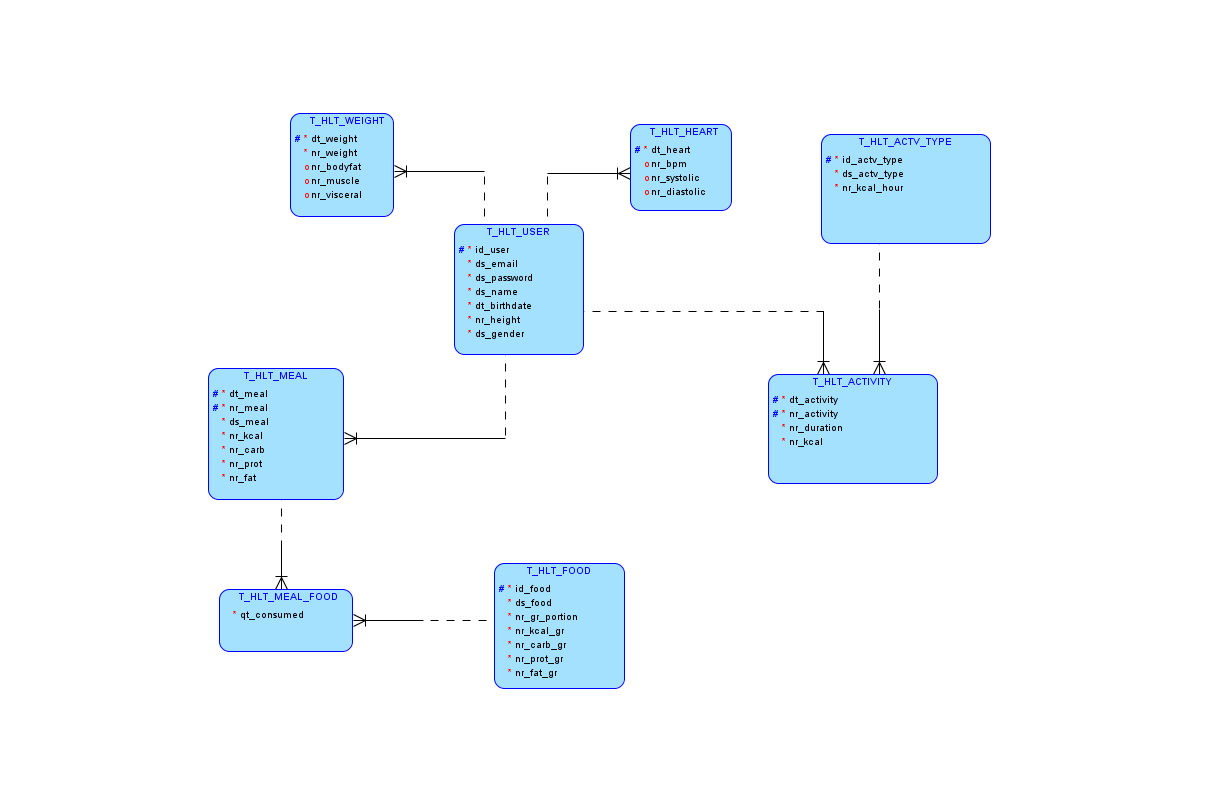 T_HLT_WEIGHT
# * dt_weight
* nr_weight
o nr_bodyfat
o nr_muscle
o nr_visceral
T_HLT_HEART
# * dt_heart
o nr_bpm
o nr_systolic
o nr_diastolic
T_HLT_ACTV_TYPE
# * id_actv_type
* ds_actv_type
* nr_kcal_hour
T_HLT_USER
# * id_user
* ds_email
* ds_password
* ds_name
* dt_birthdate
* nr_height
* ds_gender
T_HLT_MEAL
# * dt_meal
# * nr_meal
* ds_meal
* nr_kcal
* nr_carb
* nr_prot
* nr_fat
T_HLT_ACTIVITY
# * dt_activity
# * nr_activity
* nr_duration
* nr_kcal
T_HLT_MEAL_FOOD
* qt_consumed
T_HLT_FOOD
# * id_food
* ds_food
* nr_gr_portion
* nr_kcal_gr
* nr_carb_gr
* nr_prot_gr
* nr_fat_gr